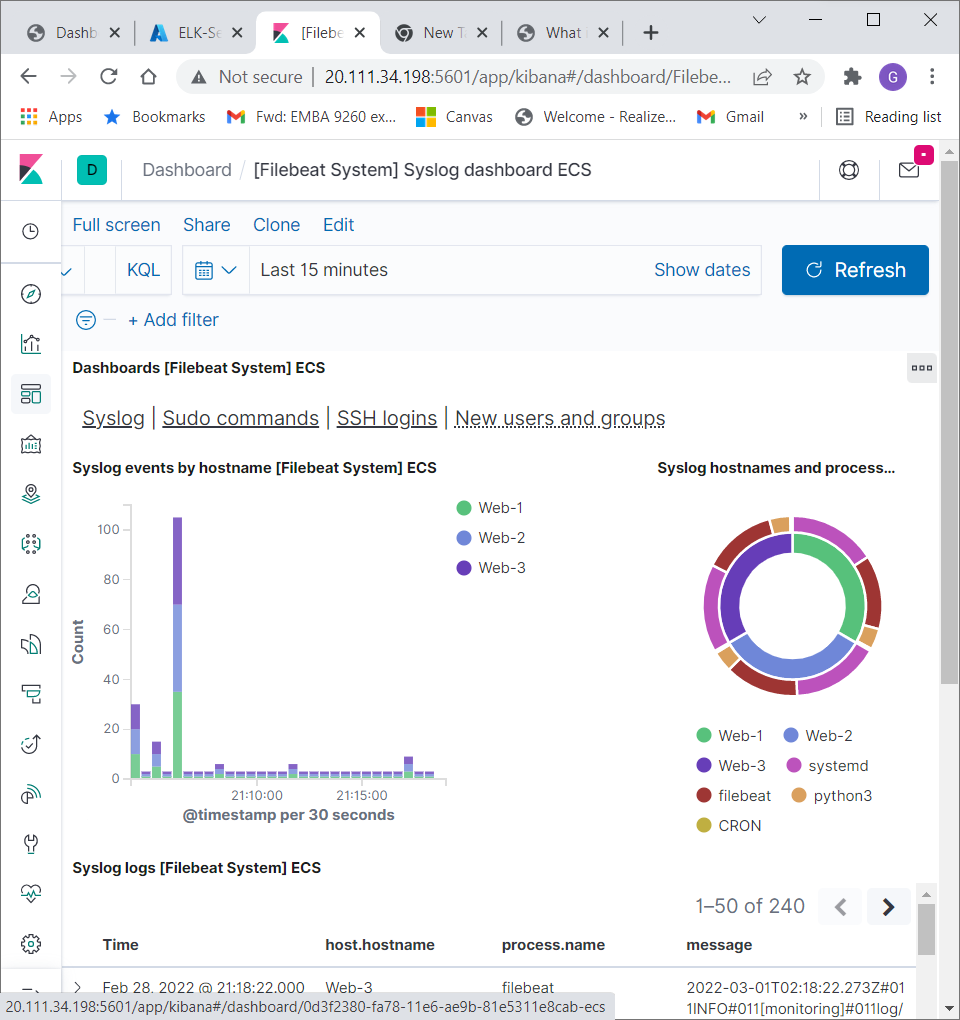 Dashb
ELK-Se
[Filebe
New T
What i
Not secure
20.111.34.198:5601/app/kibana#/dashboard/Filebe...
G
Apps
Bookmarks
Fwd: EMBA 9260 ex...
Canvas
Welcome - Realize...
Gmail
»
Reading list
D
Dashboard / [Filebeat System] Syslog dashboard ECS
Full screen
Share
Clone
Edit
KQL
Last 15 minutes
Show dates
Refresh
+ Add filter
Dashboards [Filebeat System] ECS
Syslog | Sudo commands | SSH logins | New users and groups
Syslog events by hostname [Filebeat System] ECS
Count
100
80
60
40
20
0
21:10:00
21:15:00
@timestamp per 30 seconds
Web-1
Web-2
Web-3
Syslog hostnames and process...
Web-1
Web-2
Web-3
systemd
filebeat
python3
CRON
Syslog logs [Filebeat System] ECS
1–50 of 240
Time
host.hostname
process.name
message
Feb 28, 2022 @ 21:18:22.000
Web-3
filebeat
2022-03-01T02:18:22.273Z#01
1INFO#011[monitoring]#011log/
20.111.34.198:5601/app/kibana#/dashboard/0d3f2380-fa78-11e6-ae9b-81e5311e8cab-ecs